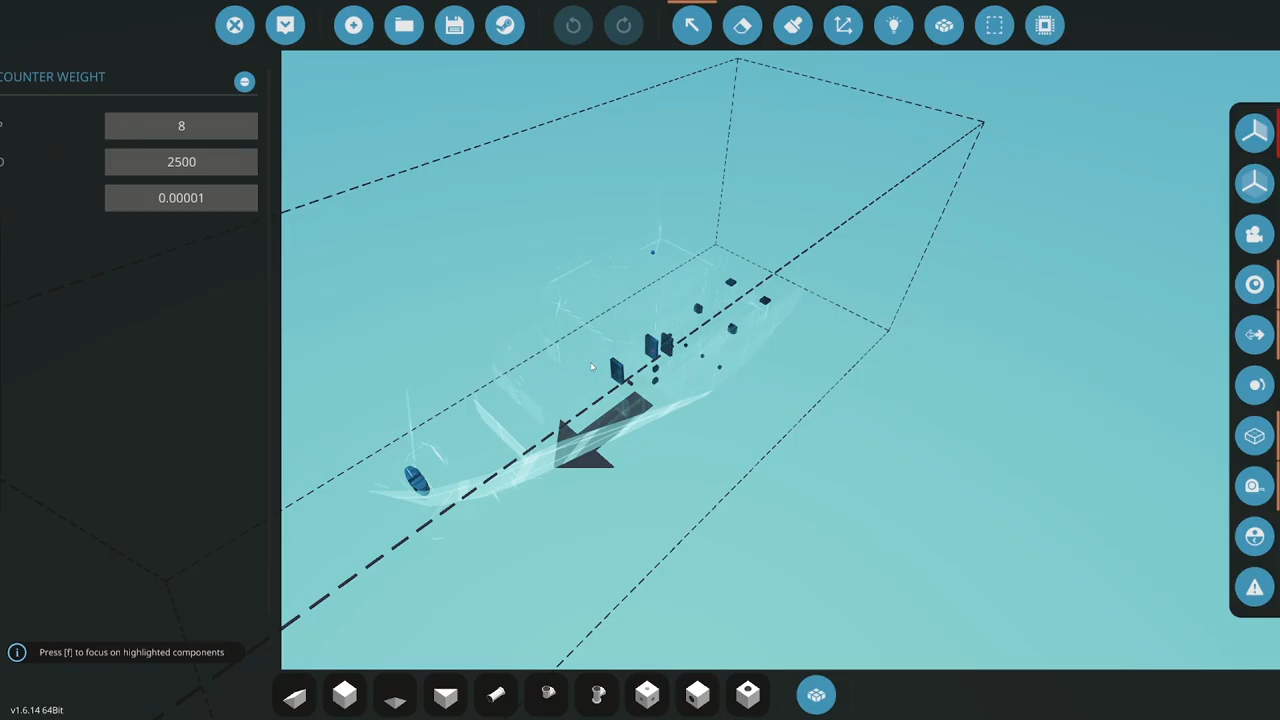 COUNTER WEIGHT
8
2500
0.00001
Press [f] to focus on highlighted components
v1.6.14 64Bit